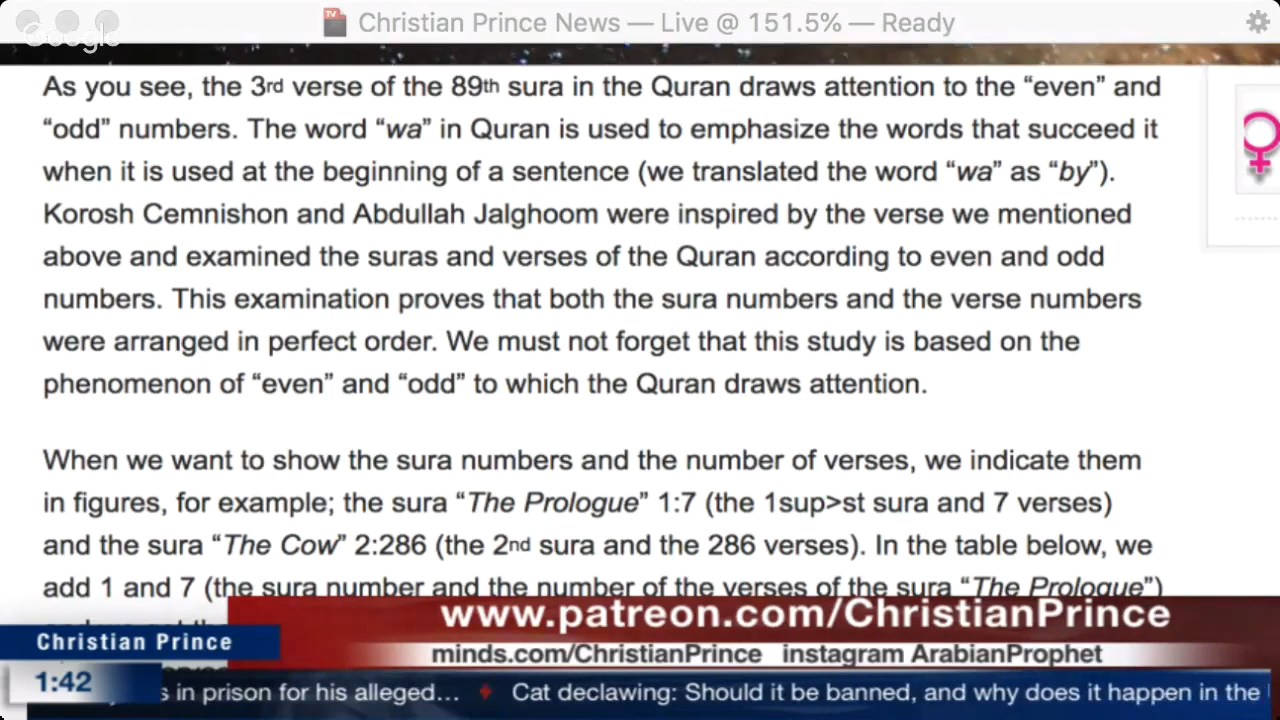 Google
Christian Prince News — Live @ 151.5% — Ready
As you see, the 3rd verse of the 89th sura in the Quran draws attention to the “even” and
“odd” numbers. The word “wa” in Quran is used to emphasize the words that succeed it
when it is used at the beginning of a sentence (we translated the word “wa” as “by”).
Korosh Cemnishon and Abdullah Jalghoom were inspired by the verse we mentioned
above and examined the suras and verses of the Quran according to even and odd
numbers. This examination proves that both the sura numbers and the verse numbers
were arranged in perfect order. We must not forget that this study is based on the
phenomenon of “even” and “odd” to which the Quran draws attention.
When we want to show the sura numbers and the number of verses, we indicate them
in figures, for example; the sura “The Prologue” 1:7 (the 1sup>st sura and 7 verses)
and the sura “The Cow” 2:286 (the 2nd sura and the 286 verses). In the table below, we
add 1 and 7 (the sura number and the number of the verses of the sura “The Prologue”)
www.patreon.com/ChristianPrince
Christian Prince
minds.com/ChristianPrince instagram ArabianProphet
1:42
s in prison for his alleged... ♦ Cat declawing: Should it be banned, and why does it happen in the